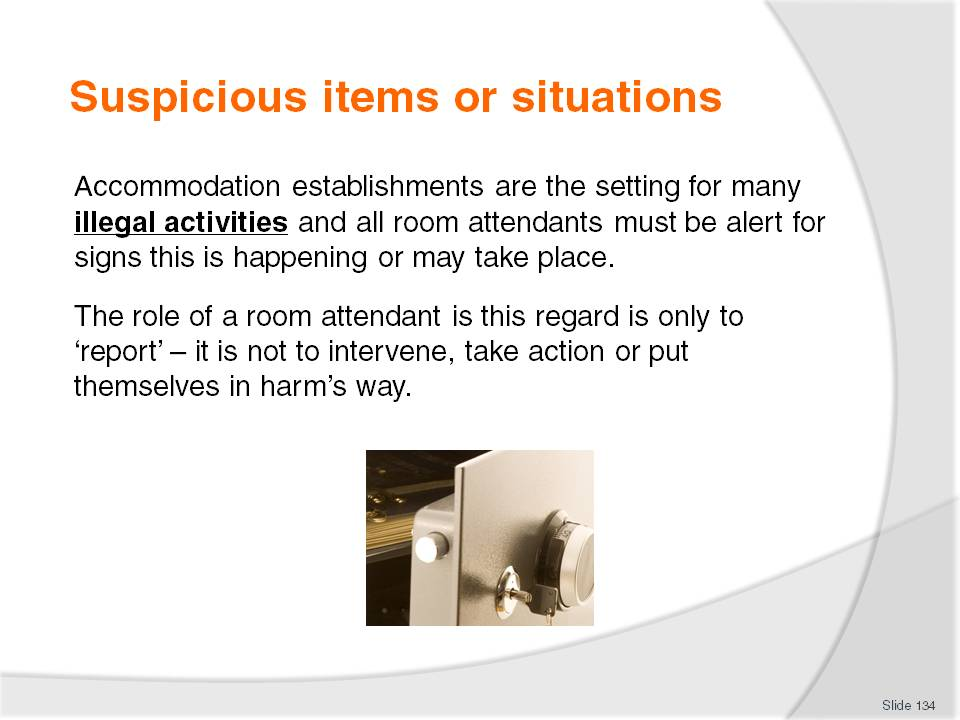 Suspicious items or situations
Accommodation establishments are the setting for many
illegal activities and all room attendants must be alert for
signs this is happening or may take place.
The role of a room attendant is this regard is only to
‘report’ – it is not to intervene, take action or put
themselves in harm’s way.
Slide 134